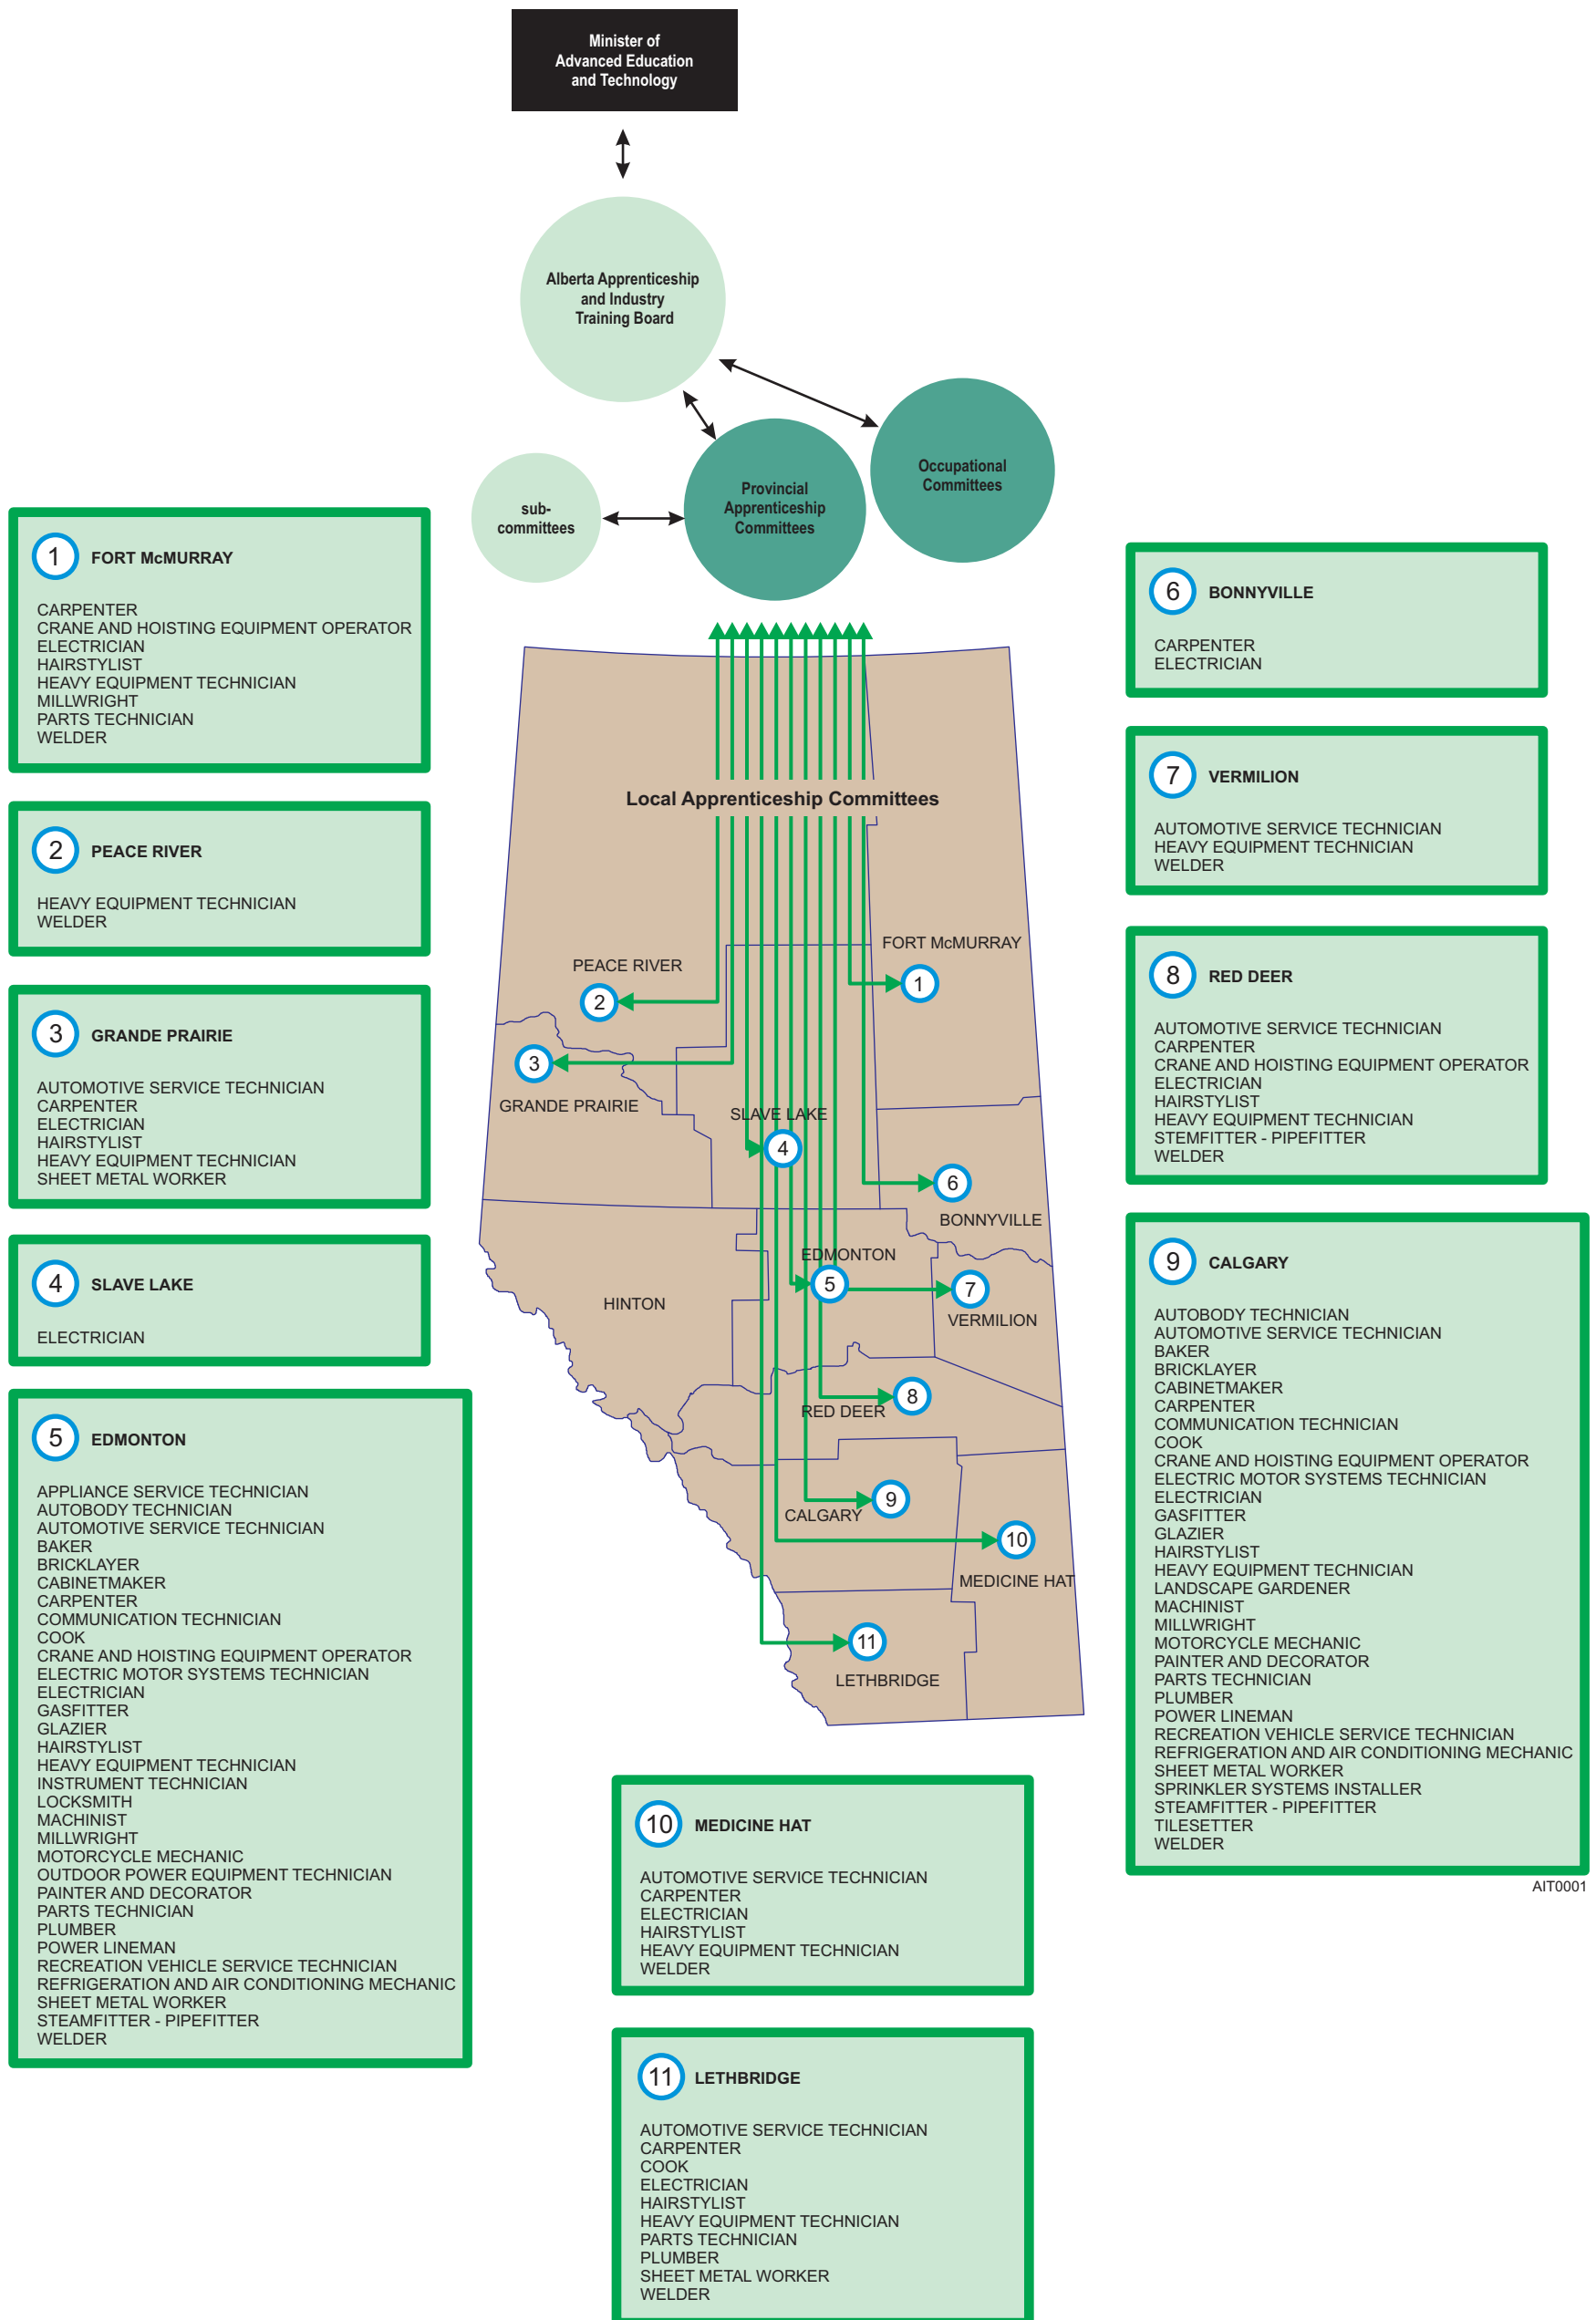 Minister of
Advanced Education
and Technology
Alberta Apprenticeship
and Industry
Training Board
Occupational
Committees
Provincial
Apprenticeship
Committees
sub-
committees
1 FORT McMURRAY
CARPENTER
CRANE AND HOISTING EQUIPMENT OPERATOR
ELECTRICIAN
HAIRSTYLIST
HEAVY EQUIPMENT TECHNICIAN
MILLWRIGHT
PARTS TECHNICIAN
WELDER
2 PEACE RIVER
HEAVY EQUIPMENT TECHNICIAN
WELDER
3 GRANDE PRAIRIE
AUTOMOTIVE SERVICE TECHNICIAN
CARPENTER
ELECTRICIAN
HAIRSTYLIST
HEAVY EQUIPMENT TECHNICIAN
SHEET METAL WORKER
4 SLAVE LAKE
ELECTRICIAN
5 EDMONTON
APPLIANCE SERVICE TECHNICIAN
AUTOBODY TECHNICIAN
AUTOMOTIVE SERVICE TECHNICIAN
BAKER
BRICKLAYER
CABINETMAKER
CARPENTER
COMMUNICATION TECHNICIAN
COOK
CRANE AND HOISTING EQUIPMENT OPERATOR
ELECTRIC MOTOR SYSTEMS TECHNICIAN
ELECTRICIAN
GASFITTER
GLAZIER
HAIRSTYLIST
HEAVY EQUIPMENT TECHNICIAN
INSTRUMENT TECHNICIAN
LOCKSMITH
MACHINIST
MILLWRIGHT
MOTORCYCLE MECHANIC
OUTDOOR POWER EQUIPMENT TECHNICIAN
PAINTER AND DECORATOR
PARTS TECHNICIAN
PLUMBER
POWER LINEMAN
RECREATION VEHICLE SERVICE TECHNICIAN
REFRIGERATION AND AIR CONDITIONING MECHANIC
SHEET METAL WORKER
STEAMFITTER - PIPEFITTER
WELDER
Local Apprenticeship Committees
FORT McMURRAY
1
PEACE RIVER
2
3
GRANDE PRAIRIE
SLAVE LAKE
4
6
BONNYVILLE
EDMONTON
5
7
HINTON
VERMILION
8
RED DEER
9
CALGARY
10
MEDICINE HAT
11
LETHBRIDGE
6 BONNYVILLE
CARPENTER
ELECTRICIAN
7 VERMILION
AUTOMOTIVE SERVICE TECHNICIAN
HEAVY EQUIPMENT TECHNICIAN
WELDER
8 RED DEER
AUTOMOTIVE SERVICE TECHNICIAN
CARPENTER
CRANE AND HOISTING EQUIPMENT OPERATOR
ELECTRICIAN
HAIRSTYLIST
HEAVY EQUIPMENT TECHNICIAN
STEMFITTER - PIPEFITTER
WELDER
9 CALGARY
AUTOBODY TECHNICIAN
AUTOMOTIVE SERVICE TECHNICIAN
BAKER
BRICKLAYER
CABINETMAKER
CARPENTER
COMMUNICATION TECHNICIAN
COOK
CRANE AND HOISTING EQUIPMENT OPERATOR
ELECTRIC MOTOR SYSTEMS TECHNICIAN
ELECTRICIAN
GASFITTER
GLAZIER
HAIRSTYLIST
HEAVY EQUIPMENT TECHNICIAN
LANDSCAPE GARDENER
MACHINIST
MILLWRIGHT
MOTORCYCLE MECHANIC
PAINTER AND DECORATOR
PARTS TECHNICIAN
PLUMBER
POWER LINEMAN
RECREATION VEHICLE SERVICE TECHNICIAN
REFRIGERATION AND AIR CONDITIONING MECHANIC
SHEET METAL WORKER
SPRINKLER SYSTEMS INSTALLER
STEAMFITTER - PIPEFITTER
TILESETTER
WELDER
AIT0001
10 MEDICINE HAT
AUTOMOTIVE SERVICE TECHNICIAN
CARPENTER
ELECTRICIAN
HAIRSTYLIST
HEAVY EQUIPMENT TECHNICIAN
WELDER
11 LETHBRIDGE
AUTOMOTIVE SERVICE TECHNICIAN
CARPENTER
COOK
ELECTRICIAN
HAIRSTYLIST
HEAVY EQUIPMENT TECHNICIAN
PARTS TECHNICIAN
PLUMBER
SHEET METAL WORKER
WELDER